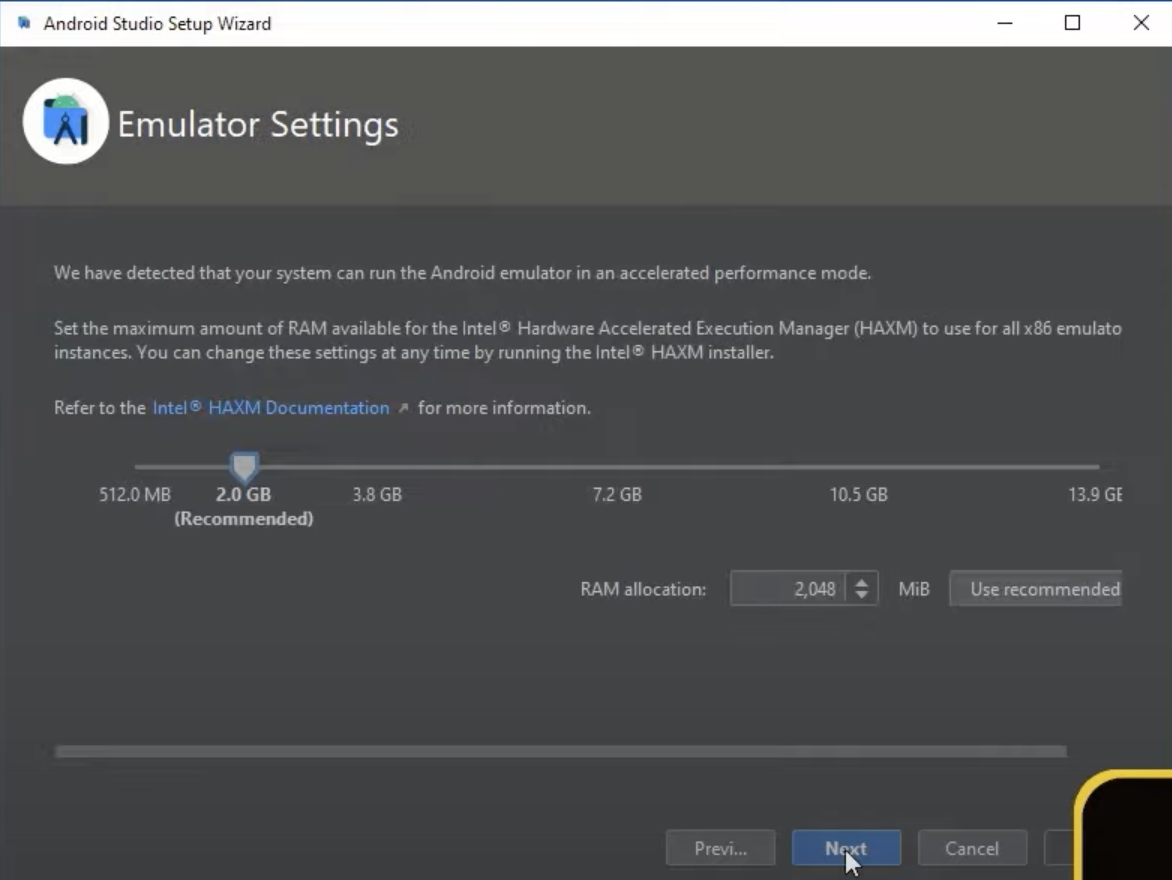 Android Studio Setup Wizard
Emulator Settings
We have detected that your system can run the Android emulator in an accelerated performance mode.
Set the maximum amount of RAM available for the Intel® Hardware Accelerated Execution Manager (HAXM) to use for all x86 emulato
instances. You can change these settings at any time by running the Intel® HAXM installer.
Refer to the Intel® HAXM Documentation ↗ for more information.
512.0 MB 2.0 GB 3.8 GB 7.2 GB 10.5 GB 13.9 GE
(Recommended)
RAM allocation: 2,048 MiB Use recommended
Previ... Next Cancel